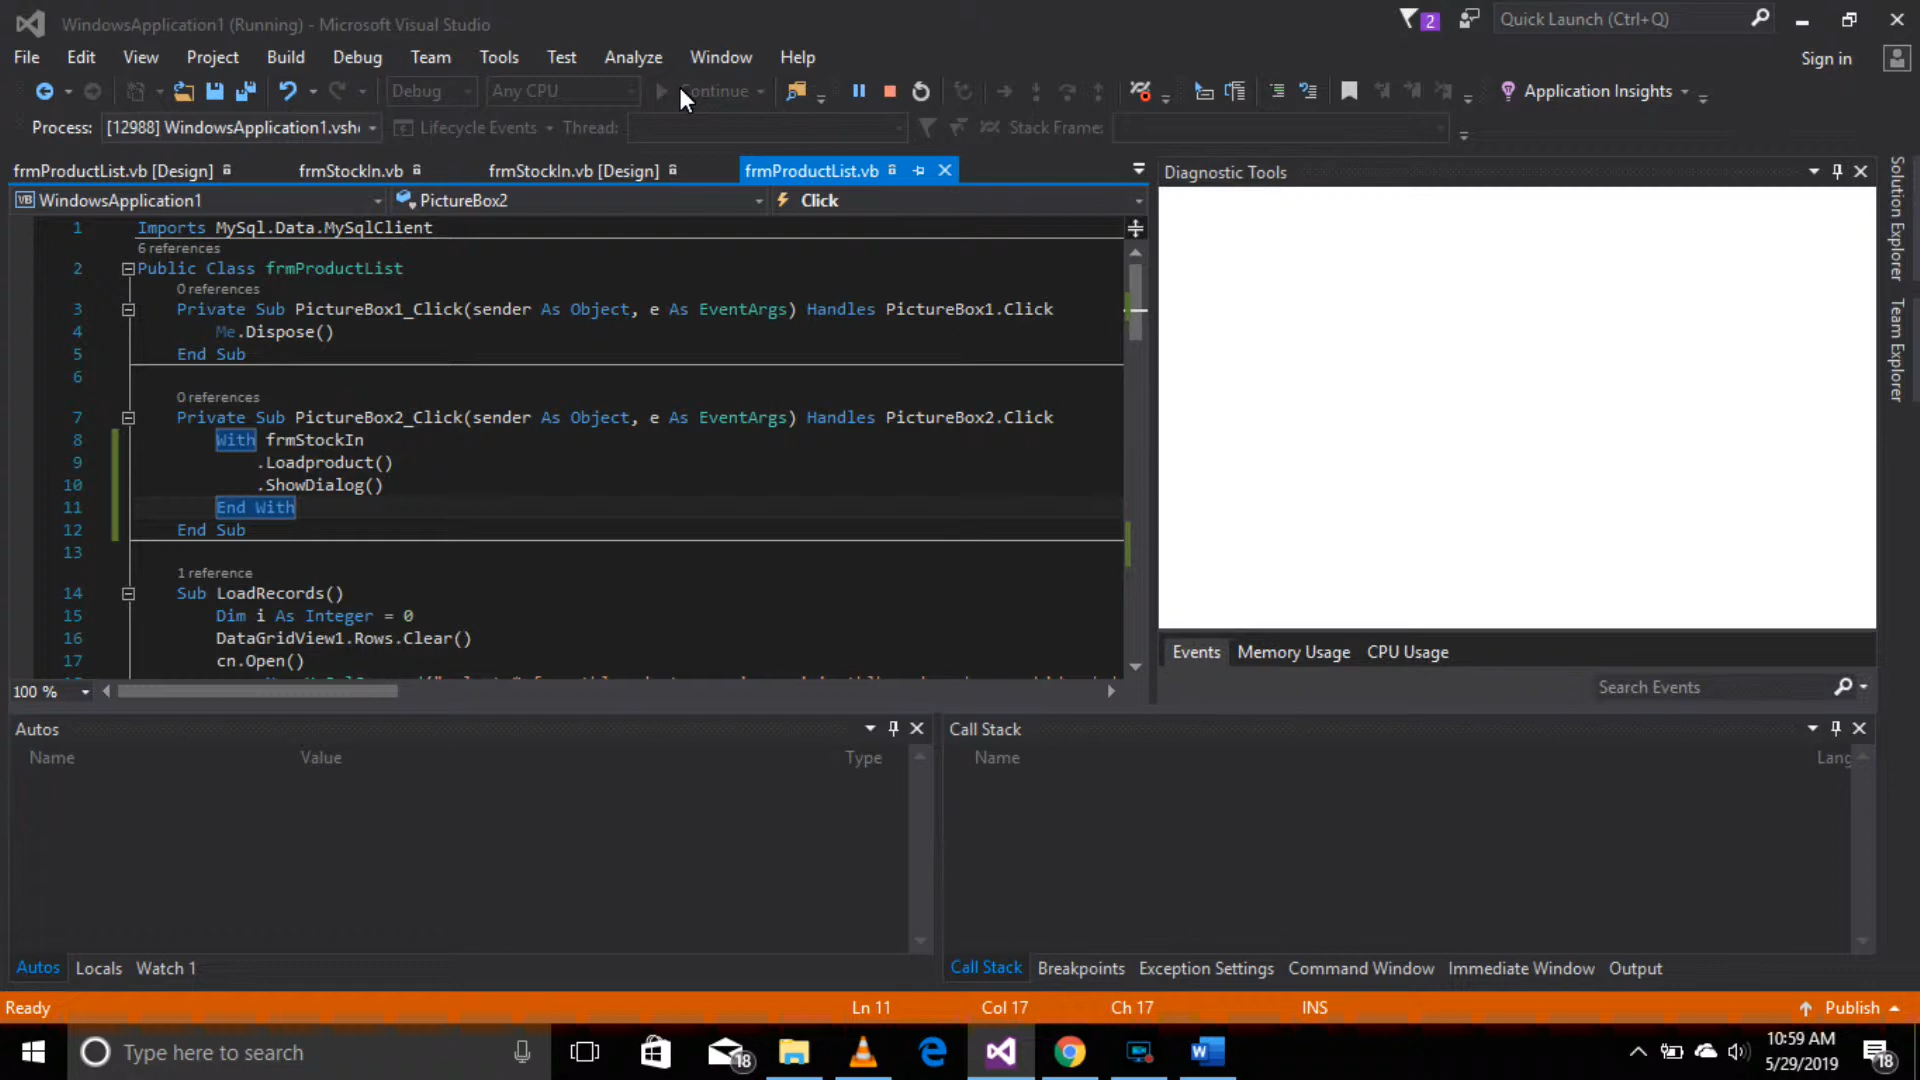 WindowsApplication1 (Running) - Microsoft Visual Studio
2
Quick Launch (Ctrl+Q)
File Edit View Project Build Debug Team Tools Test Analyze Window Help
Sign in
Debug Any CPU Continue Application Insights
Process: [12988] WindowsApplication1.vsh Lifecycle Events Thread: Stack Frame:
frmProductList.vb [Design] frmStockIn.vb frmStockIn.vb [Design] frmProductList.vb
Diagnostic Tools
WindowsApplication1 PictureBox2 Click
1 Imports MySql.Data.MySqlClient
6 references
2 Public Class frmProductList
0 references
3 Private Sub PictureBox1_Click(sender As Object, e As EventArgs) Handles PictureBox1.Click
4 Me.Dispose()
5 End Sub
6
0 references
7 Private Sub PictureBox2_Click(sender As Object, e As EventArgs) Handles PictureBox2.Click
8 With frmStockIn
9 .Loadproduct()
10 .ShowDialog()
11 End With
12 End Sub
13
1 reference
14 Sub LoadRecords()
15 Dim i As Integer = 0
16 DataGridView1.Rows.Clear()
17 cn.Open()
100 %
Events Memory Usage CPU Usage
Search Events
Solution Explorer
Team Explorer
Autos
Name Value Type
Call Stack
Name Lang
Autos Locals Watch 1
Call Stack Breakpoints Exception Settings Command Window Immediate Window Output
Ready Ln 11 Col 17 Ch 17 INS Publish
Type here to search
18
10:59 AM
5/29/2019
18